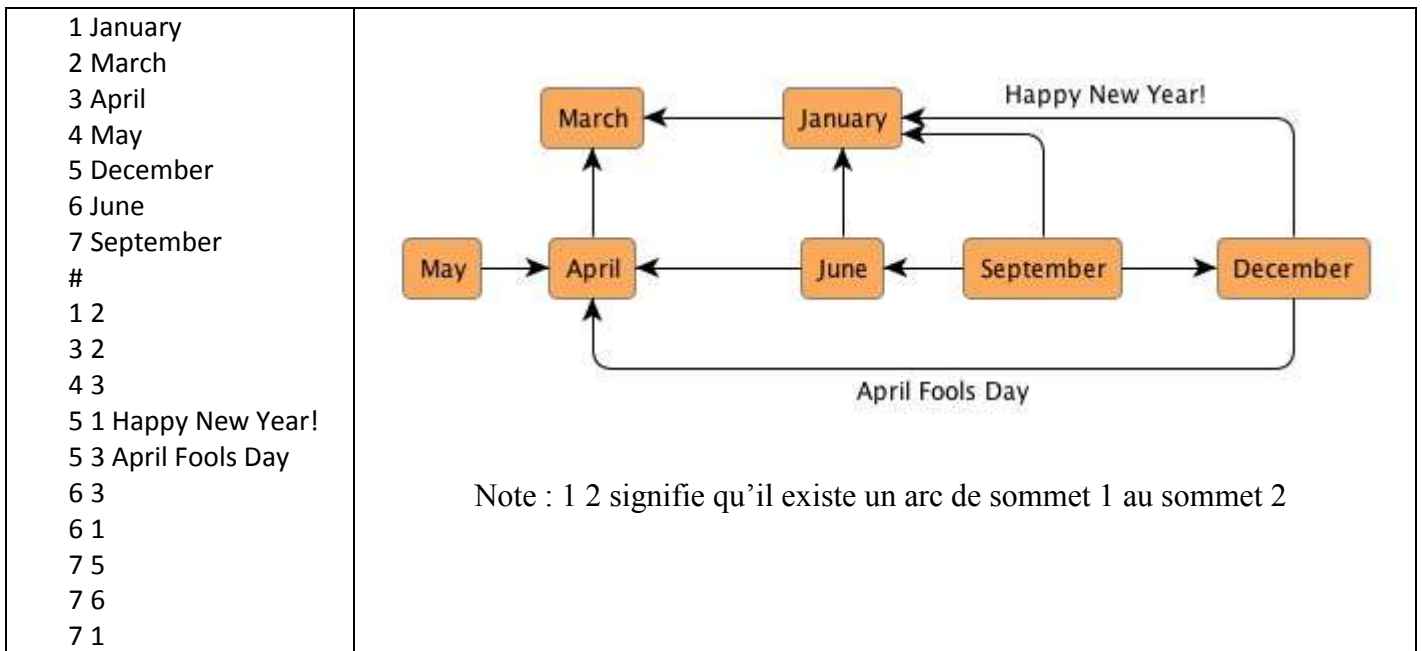 1 January
2 March
3 April
4 May
5 December
6 June
7 September
#
1 2
3 2
4 3
5 1 Happy New Year!
5 3 April Fools Day
6 3
6 1
7 5
7 6
7 1
Happy New Year!
March
January
May
April
June
September
December
April Fools Day
Note : 1 2 signifie qu’il existe un arc de sommet 1 au sommet 2